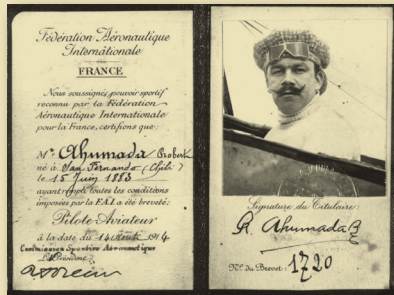 Fédération Aéronautique
Internationale
FRANCE
Nous soussignés, pouvoir sportif
reconnu par la Fédération
Aéronautique Internationale
pour la France, certifions que:
Mr Ahumada Robert
né à San Fernando (Chili)
le 15 Juin 1883
ayant rempli toutes les conditions
imposées par la F.A.I. a été breveté:
Pilote-Aviateur
à la date du 14 Août 1914
Commission Sportive Aéronautique
Le Président:
Signature du Titulaire:
R. Ahumada B
No du Brevet: 1720